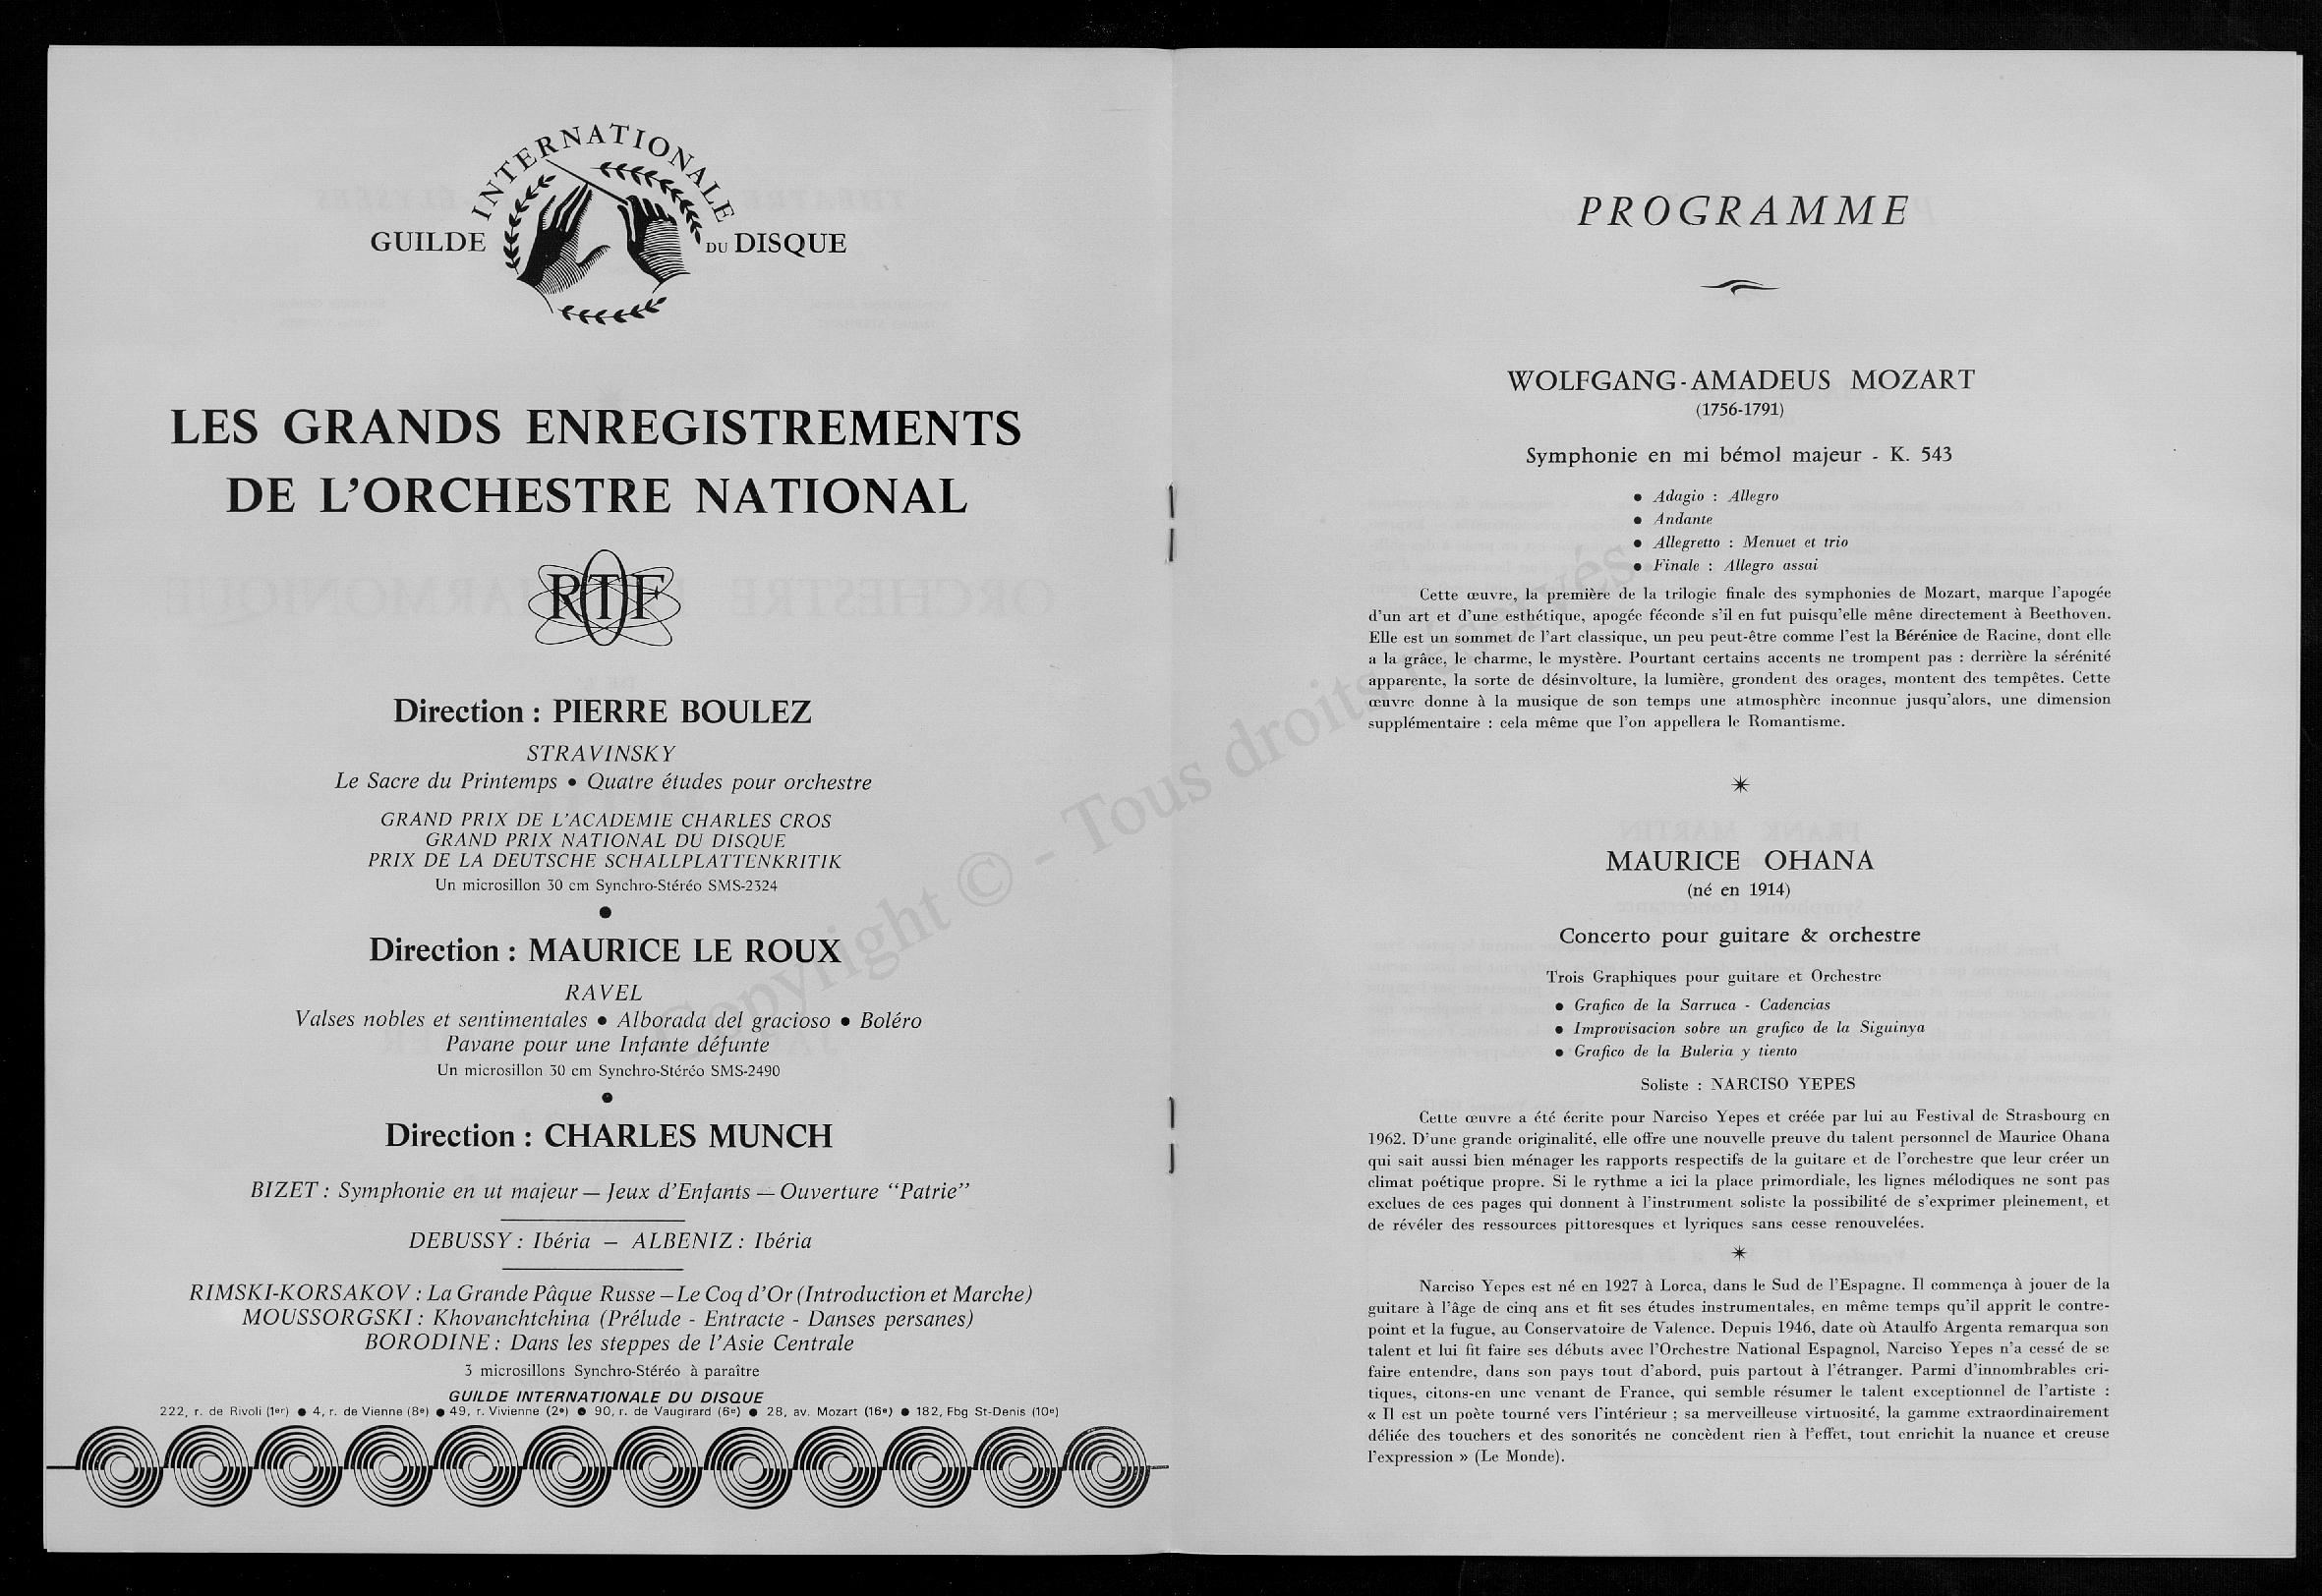 INTERNATIONALE
GUILDE DU DISQUE
LES GRANDS ENREGISTREMENTS
DE L'ORCHESTRE NATIONAL
RTF
Direction : PIERRE BOULEZ
STRAVINSKY
Le Sacre du Printemps • Quatre études pour orchestre
GRAND PRIX DE L'ACADEMIE CHARLES CROS
GRAND PRIX NATIONAL DU DISQUE
PRIX DE LA DEUTSCHE SCHALLPLATTENKRITIK
Un microsillon 30 cm Synchro-Stéréo SMS-2324
•
Direction : MAURICE LE ROUX
RAVEL
Valses nobles et sentimentales • Alborada del gracioso • Boléro
Pavane pour une Infante défunte
Un microsillon 30 cm Synchro-Stéréo SMS-2490
•
Direction : CHARLES MUNCH
BIZET : Symphonie en ut majeur — Jeux d'Enfants — Ouverture "Patrie"
DEBUSSY : Ibéria — ALBENIZ : Ibéria
RIMSKI-KORSAKOV : La Grande Pâque Russe – Le Coq d'Or (Introduction et Marche)
MOUSSORGSKI : Khovanchtchina (Prélude - Entracte - Danses persanes)
BORODINE : Dans les steppes de l'Asie Centrale
3 microsillons Synchro-Stéréo à paraître
GUILDE INTERNATIONALE DU DISQUE
222, r. de Rivoli (1er) • 4, r. de Vienne (8e) • 49, r. Vivienne (2e) • 90, r. de Vaugirard (6e) • 28, av. Mozart (16e) • 182, Fbg St-Denis (10e)
Copyright © - Tous droits réservés
PROGRAMME
WOLFGANG-AMADEUS MOZART
(1756-1791)
Symphonie en mi bémol majeur - K. 543
• Adagio : Allegro
• Andante
• Allegretto : Menuet et trio
• Finale : Allegro assai
Cette œuvre, la première de la trilogie finale des symphonies de Mozart, marque l'apogée
d'un art et d'une esthétique, apogée féconde s'il en fut puisqu'elle mêne directement à Beethoven.
Elle est un sommet de l'art classique, un peu peut-être comme l'est la Bérénice de Racine, dont elle
a la grâce, le charme, le mystère. Pourtant certains accents ne trompent pas : derrière la sérénité
apparente, la sorte de désinvolture, la lumière, grondent des orages, montent des tempêtes. Cette
œuvre donne à la musique de son temps une atmosphère inconnue jusqu'alors, une dimension
supplémentaire : cela même que l'on appellera le Romantisme.
MAURICE OHANA
(né en 1914)
Concerto pour guitare & orchestre
Trois Graphiques pour guitare et Orchestre
• Grafico de la Sarruca - Cadencias
• Improvisacion sobre un grafico de la Siguinya
• Grafico de la Buleria y tiento
Soliste : NARCISO YEPES
Cette œuvre a été écrite pour Narciso Yepes et créée par lui au Festival de Strasbourg en
1962. D'une grande originalité, elle offre une nouvelle preuve du talent personnel de Maurice Ohana
qui sait aussi bien ménager les rapports respectifs de la guitare et de l'orchestre que leur créer un
climat poétique propre. Si le rythme a ici la place primordiale, les lignes mélodiques ne sont pas
exclues de ces pages qui donnent à l'instrument soliste la possibilité de s'exprimer pleinement, et
de révéler des ressources pittoresques et lyriques sans cesse renouvelées.
Narciso Yepes est né en 1927 à Lorca, dans le Sud de l'Espagne. Il commença à jouer de la
guitare à l'âge de cinq ans et fit ses études instrumentales, en même temps qu'il apprit le contre-
point et la fugue, au Conservatoire de Valence. Depuis 1946, date où Ataulfo Argenta remarqua son
talent et lui fit faire ses débuts avec l'Orchestre National Espagnol, Narciso Yepes n'a cessé de se
faire entendre, dans son pays tout d'abord, puis partout à l'étranger. Parmi d'innombrables cri-
tiques, citons-en une venant de France, qui semble résumer le talent exceptionnel de l'artiste :
« Il est un poète tourné vers l'intérieur ; sa merveilleuse virtuosité, la gamme extraordinairement
déliée des touchers et des sonorités ne concèdent rien à l'effet, tout enrichit la nuance et creuse
l'expression » (Le Monde).